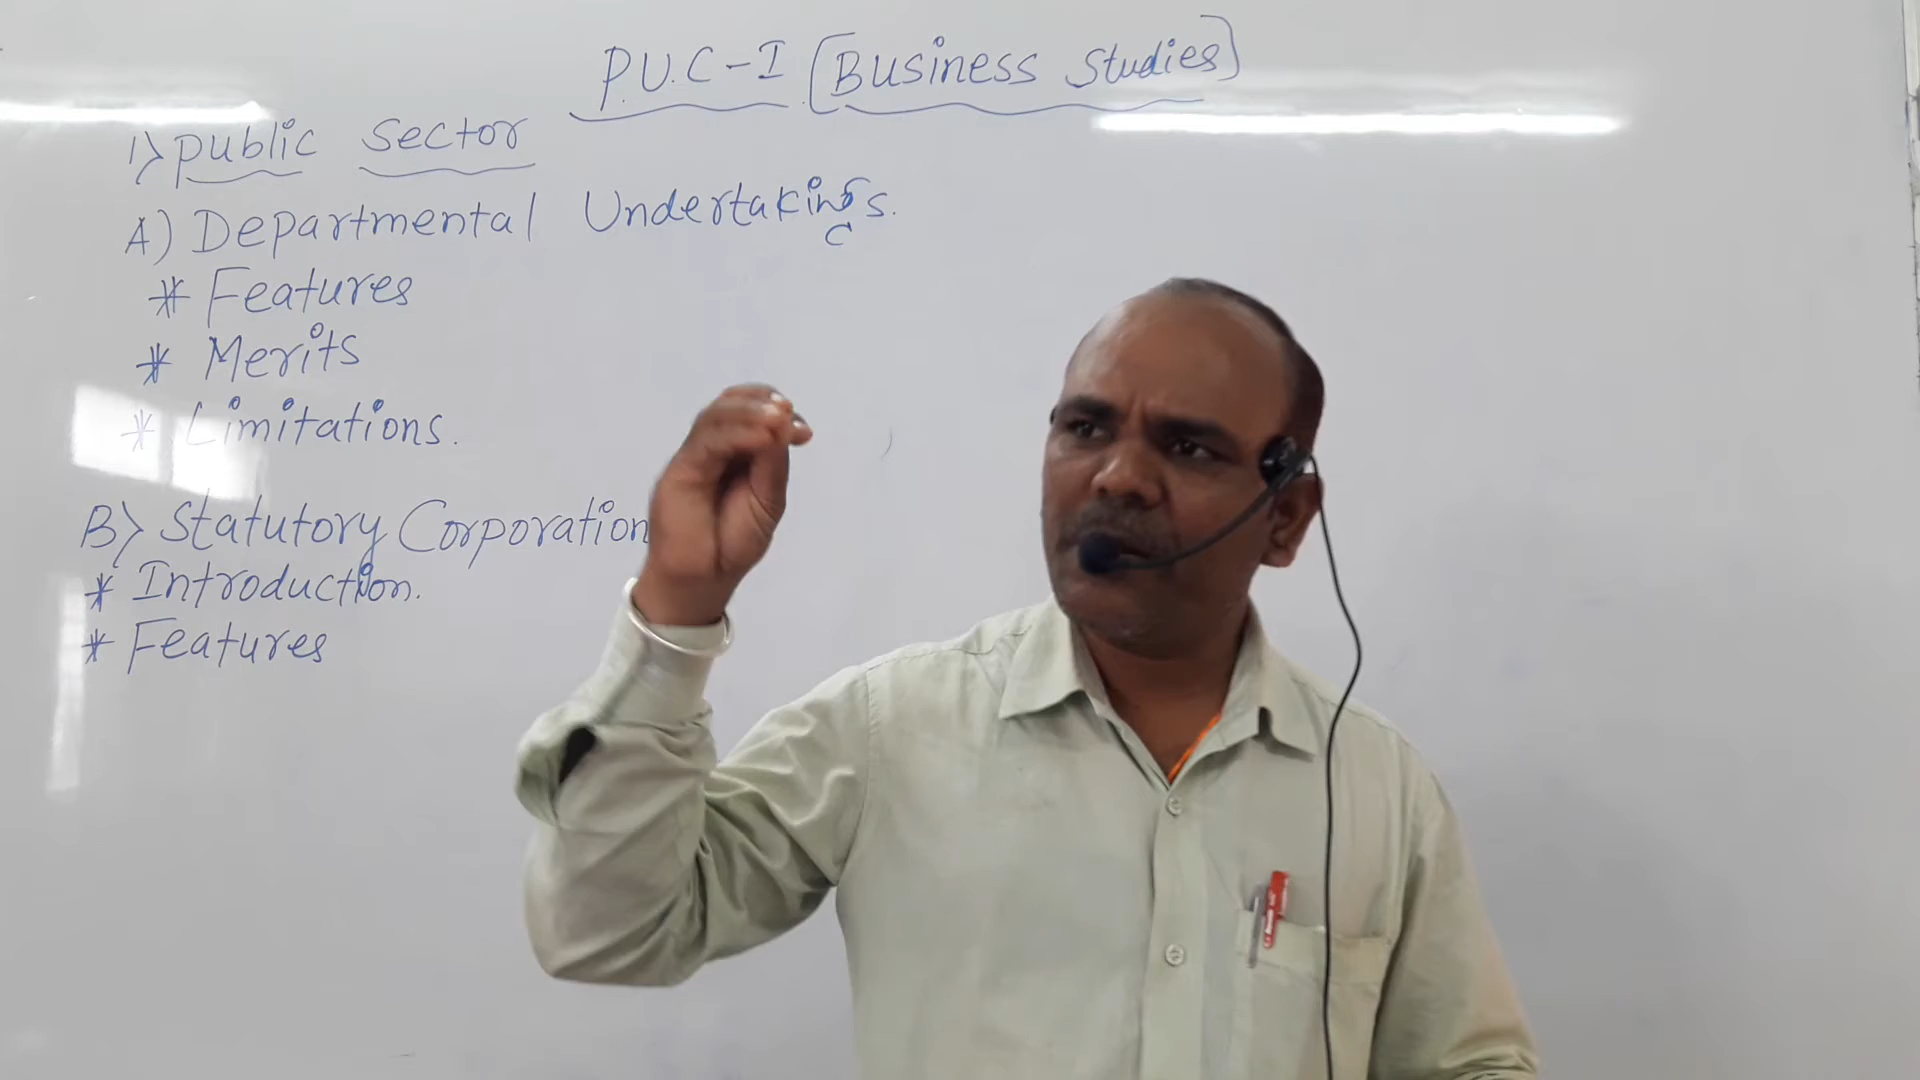 P.U.C-I [Business Studies]
1) Public Sector
A) Departmental Undertakings.
* Features
* Merits
* Limitations.
B) Statutory Corporation
* Introduction.
* Features